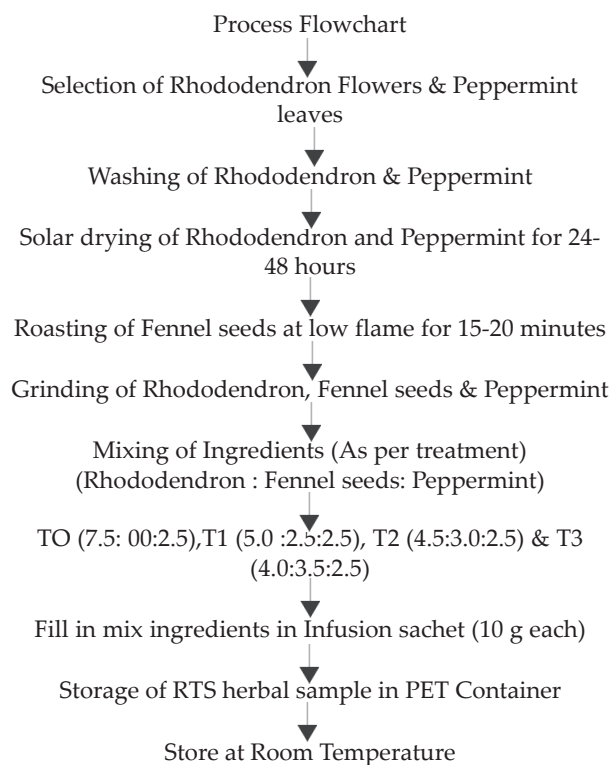 Process Flowchart
Selection of Rhododendron Flowers & Peppermint
leaves
Washing of Rhododendron & Peppermint
Solar drying of Rhododendron and Peppermint for 24-
48 hours
Roasting of Fennel seeds at low flame for 15-20 minutes
Grinding of Rhododendron, Fennel seeds & Peppermint
Mixing of Ingredients (As per treatment)
(Rhododendron : Fennel seeds: Peppermint)
TO (7.5: 00:2.5),T1 (5.0 :2.5:2.5), T2 (4.5:3.0:2.5) & T3
(4.0:3.5:2.5)
Fill in mix ingredients in Infusion sachet (10 g each)
Storage of RTS herbal sample in PET Container
Store at Room Temperature